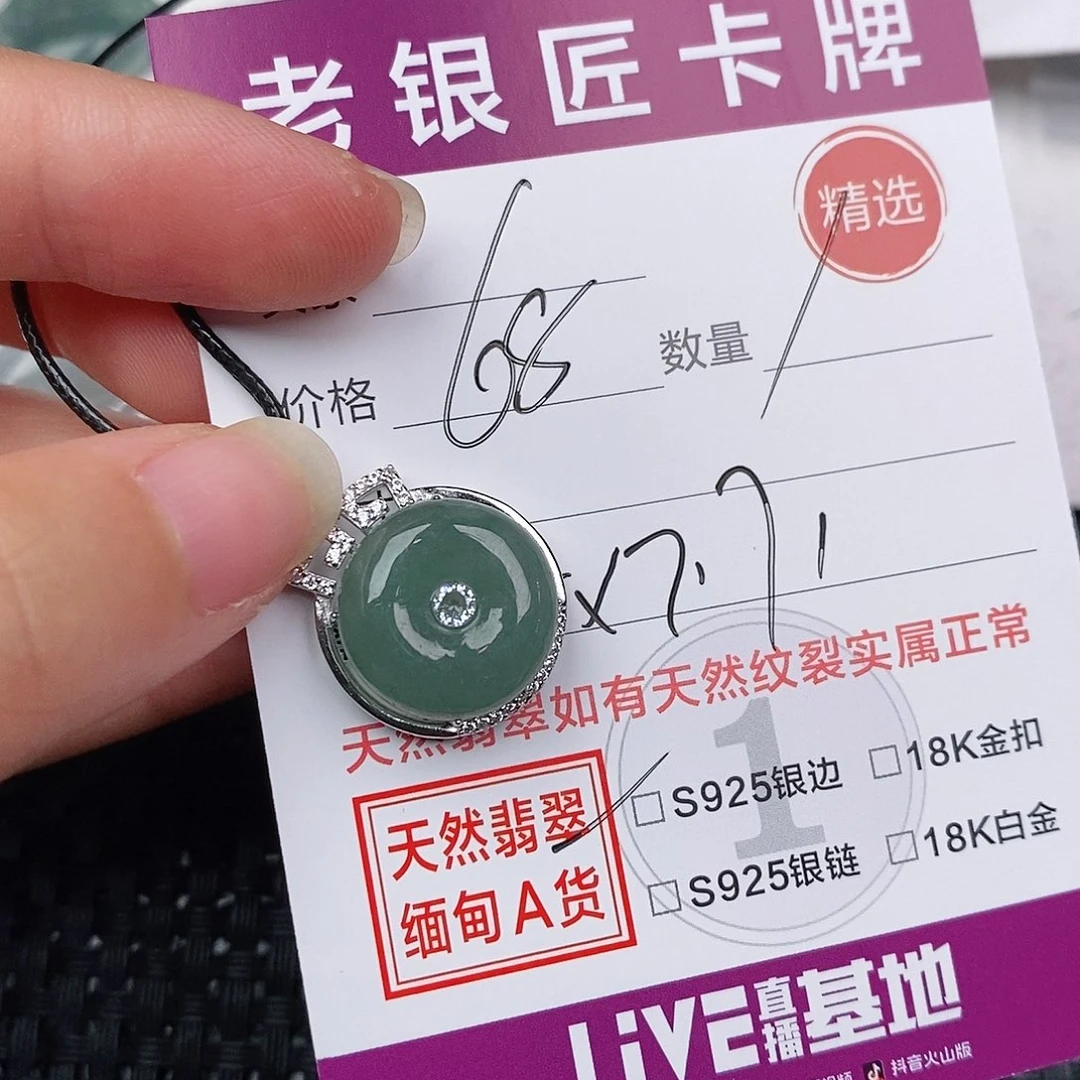 老银匠卡牌
精选
68
数量 /
价格
天然翡翠如有天然纹裂实属正常
1
S925银边 18K金扣
天然翡翠
S925银链 18K白金
缅甸A货
LiVE直播基地
抖音火山版